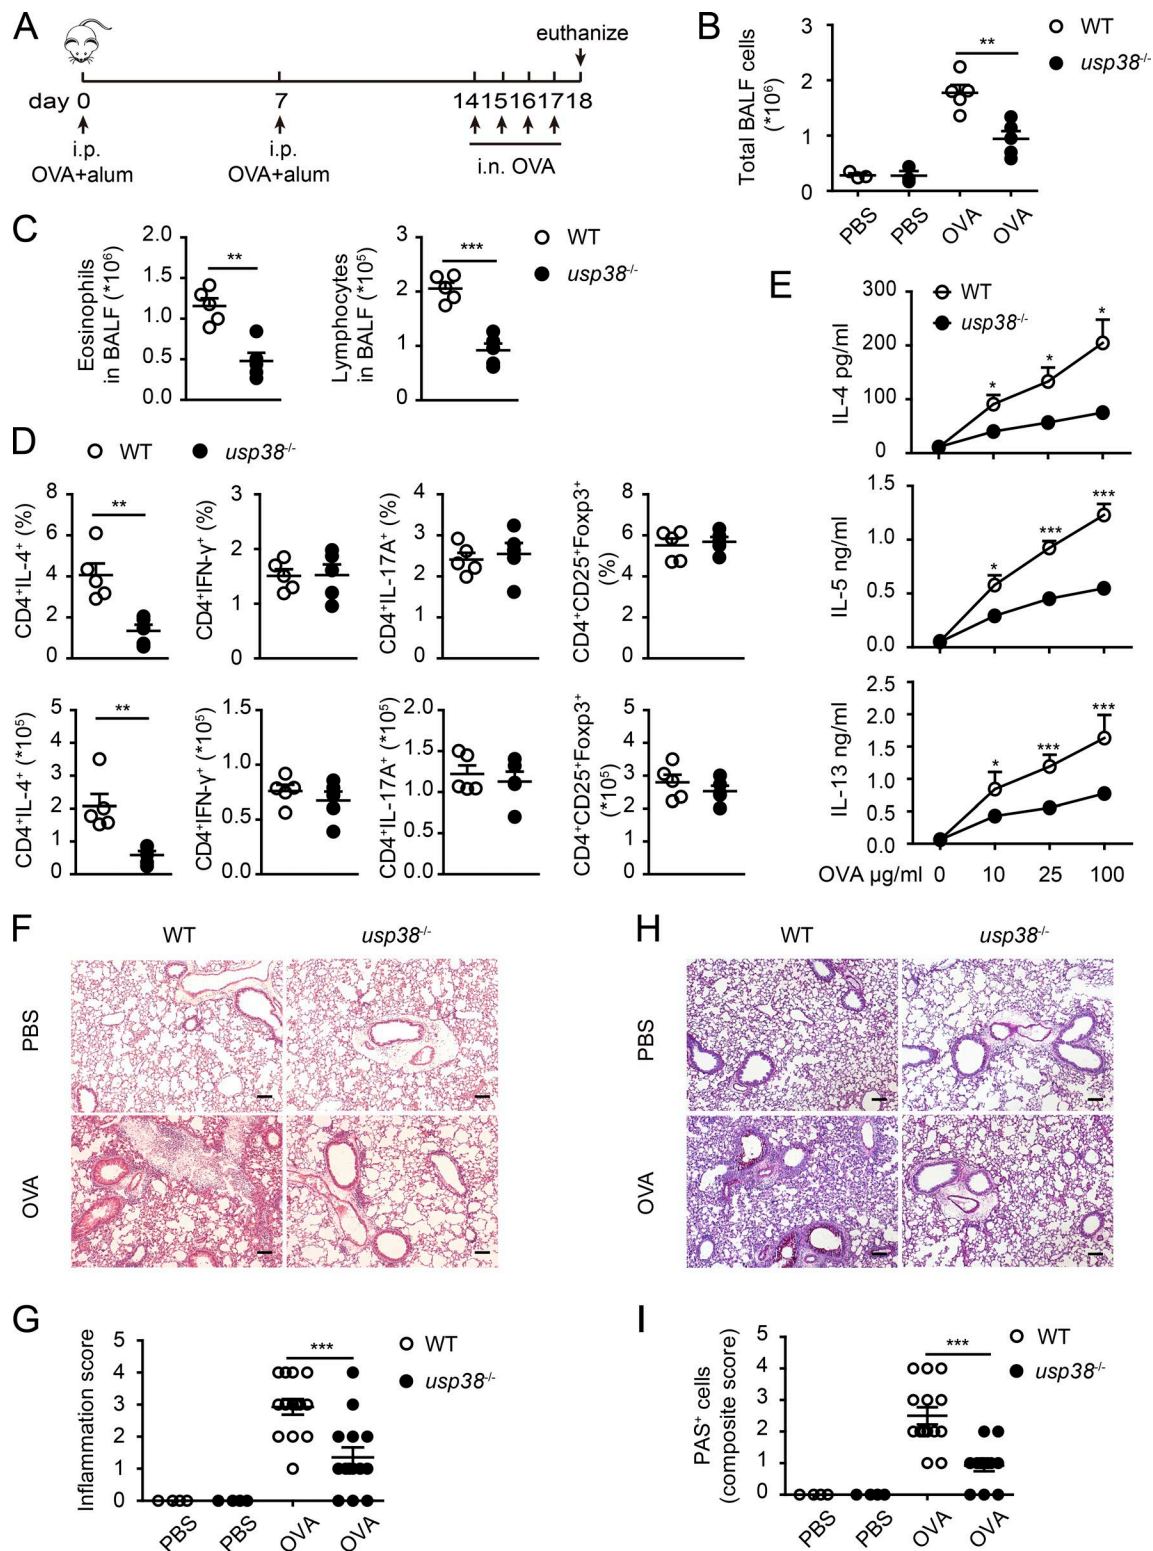 A
euthanize
day 0 7 14 15 16 17 18
i.p. i.p.
OVA+alum OVA+alum i.n. OVA
B
WT
usp38-/-
Total BALF cells
(*10⁶)
3
2
1
0
**
PBS PBS OVA OVA
C
WT
usp38-/-
Eosinophils
in BALF (*10⁶)
2.0
1.5
1.0
0.5
0.0
**
Lymphocytes
in BALF (*10⁵)
3
2
1
0
***
D
WT usp38-/-
CD4⁺IL-4⁺ (%)
8
6
4
2
0
**
CD4⁺IFN-γ⁺ (%)
3
2
1
0
CD4⁺IL-17A⁺ (%)
4
3
2
1
0
CD4⁺CD25⁺Foxp3⁺
(%)
8
6
4
2
0
CD4⁺IL-4⁺ (*10⁵)
5
4
3
2
1
0
**
CD4⁺IFN-γ⁺ (*10⁵)
1.5
1.0
0.5
0.0
CD4⁺IL-17A⁺ (*10⁵)
2.0
1.5
1.0
0.5
0.0
CD4⁺CD25⁺Foxp3⁺
(*10⁵)
5
4
3
2
1
0
E
WT
usp38-/-
IL-4 pg/ml
300
200
100
0
* * *
IL-5 ng/ml
1.5
1.0
0.5
0.0
* *** ***
IL-13 ng/ml
2.5
2.0
1.5
1.0
0.5
0.0
* *** ***
OVA µg/ml 0 10 25 100
F
WT usp38-/-
PBS
OVA
H
WT usp38-/-
PBS
OVA
G
WT
usp38-/-
Inflammation score
5
4
3
2
1
0
***
PBS PBS OVA OVA
I
WT
usp38-/-
PAS⁺ cells
(composite score)
5
4
3
2
1
0
***
PBS PBS OVA OVA